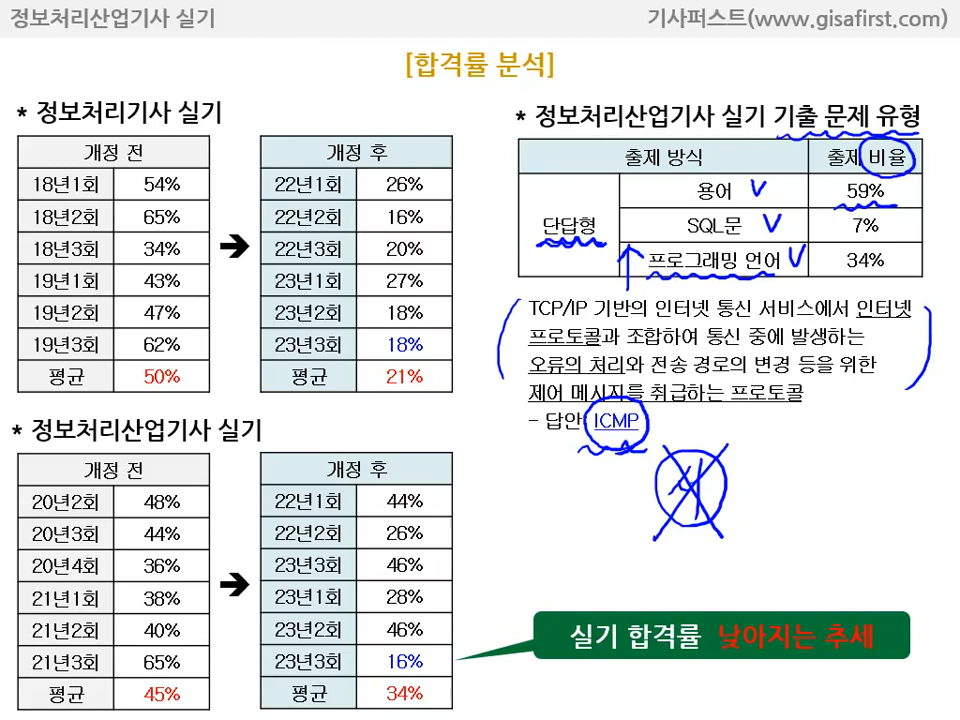 정보처리산업기사 실기
기사퍼스트(www.gisafirst.com)
[합격률 분석]
* 정보처리기사 실기
개정 전
18년1회 54%
18년2회 65%
18년3회 34%
19년1회 43%
19년2회 47%
19년3회 62%
평균 50%
개정 후
22년1회 26%
22년2회 16%
22년3회 20%
23년1회 27%
23년2회 18%
23년3회 18%
평균 21%
* 정보처리산업기사 실기
개정 전
20년2회 48%
20년3회 44%
20년4회 36%
21년1회 38%
21년2회 40%
21년3회 65%
평균 45%
개정 후
22년1회 44%
22년2회 26%
23년3회 46%
23년1회 28%
23년2회 46%
23년3회 16%
평균 34%
* 정보처리산업기사 실기 기출 문제 유형
출제 방식 출제 비율
단답형
용어 59%
SQL문 7%
프로그래밍 언어 34%
TCP/IP 기반의 인터넷 통신 서비스에서 인터넷
프로토콜과 조합하여 통신 중에 발생하는
오류의 처리와 전송 경로의 변경 등을 위한
제어 메시지를 취급하는 프로토콜
- 답안: ICMP
실기 합격률 낮아지는 추세